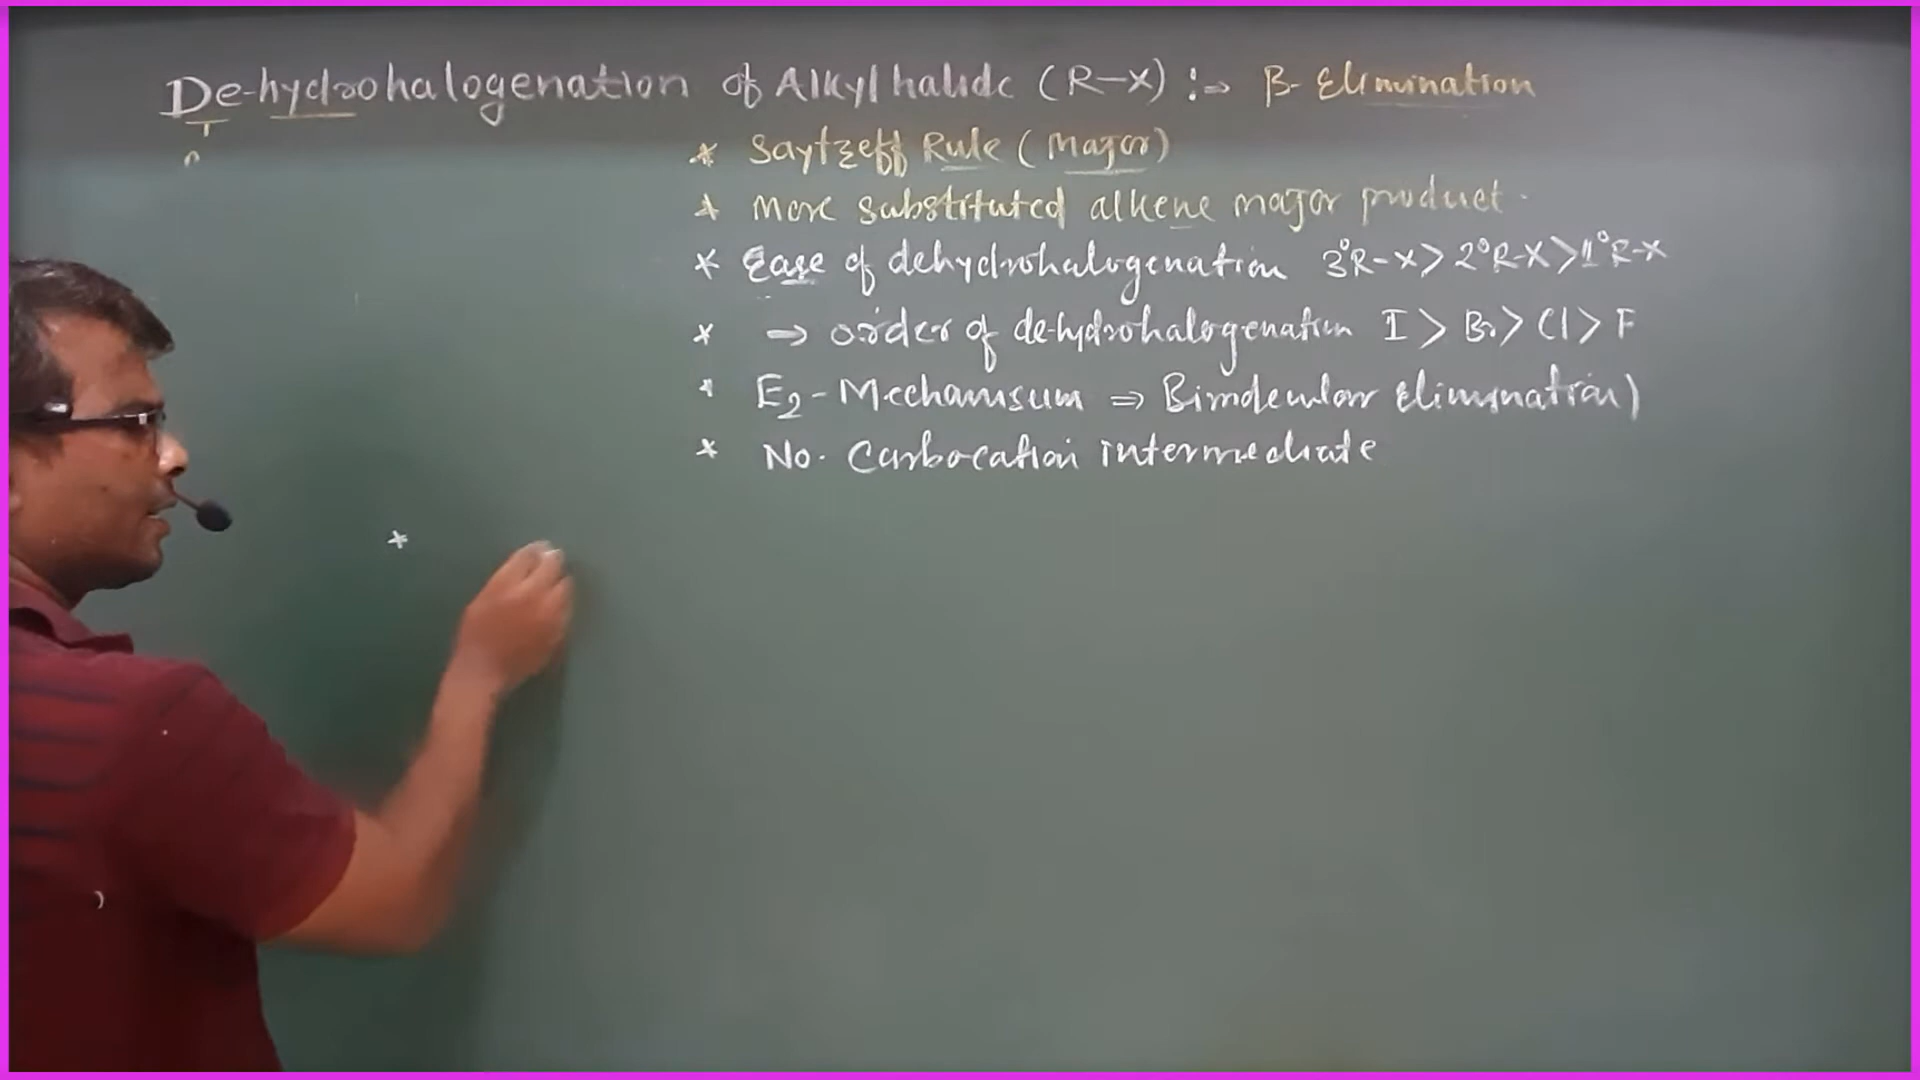 De-hydrohalogenation of Alkyl halide (R-X) :→ β- Elimination
* Saytzeff Rule (Major)
* More substituted alkene major product.
* Ease of dehydrohalogenation 3°R-X > 2°R-X > 1°R-X
* ⇒ order of de-hydrohalogenation I > Br > Cl > F
* E2 - Mechanisum ⇒ Bimolecular elimination)
* No. Carbocation intermediate
*